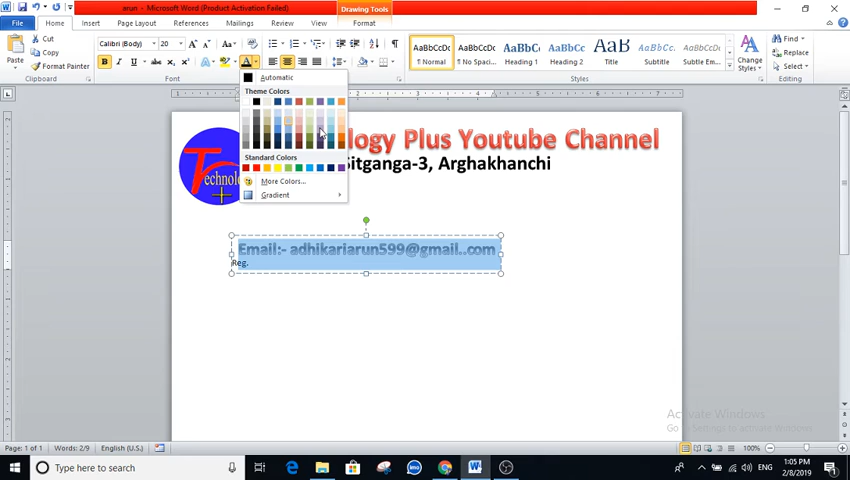 arun - Microsoft Word (Product Activation Failed)
Drawing Tools
File Home Insert Page Layout References Mailings Review View Format
Paste
Cut
Copy
Format Painter
Clipboard
Calibri (Body) 20
Font
Automatic
Theme Colors
Standard Colors
More Colors...
Gradient
AaBbCcDc AaBbCcDc AaBbC AaBbCc AaB AaBbCc. AaBbCcDc
¶ Normal ¶ No Spaci... Heading 1 Heading 2 Title Subtitle Subtle Em...
Styles
Change Styles
Find
Replace
Select
Editing
Technolo
logy Plus Youtube Channel
Sitganga-3, Arghakhanchi
Email:- adhikariarun599@gmail..com
Reg.
Activate Windows
Go to Settings to activate Windows.
Page: 1 of 1 Words: 2/9 English (U.S.) 100%
Type here to search
ENG
1:05 PM
2/8/2019